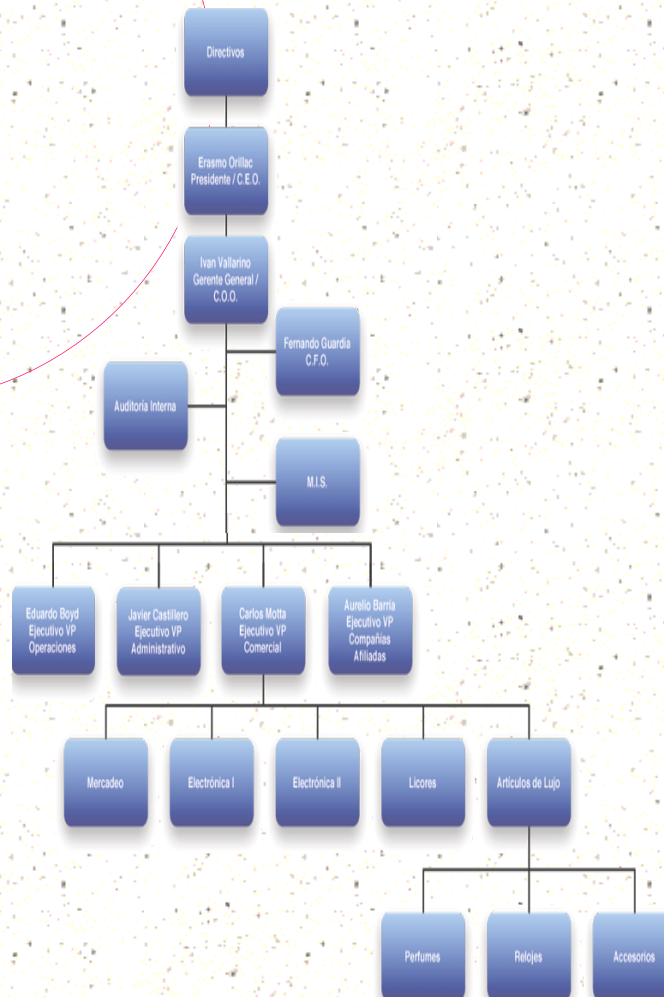 Directivos
Erasmo Orillac
Presidente / C.E.O.
Ivan Vallarino
Gerente General /
C.O.O.
Fernando Guardia
C.F.O.
Auditoría Interna
M.I.S.
Eduardo Boyd
Ejecutivo VP
Operaciones
Javier Castillero
Ejecutivo VP
Administrativo
Carlos Motta
Ejecutivo VP
Comercial
Aurelio Barria
Ejecutivo VP
Compañías
Afiliadas
Mercadeo
Electrónica I
Electrónica II
Licores
Artículos de Lujo
Perfumes
Relojes
Accesorios